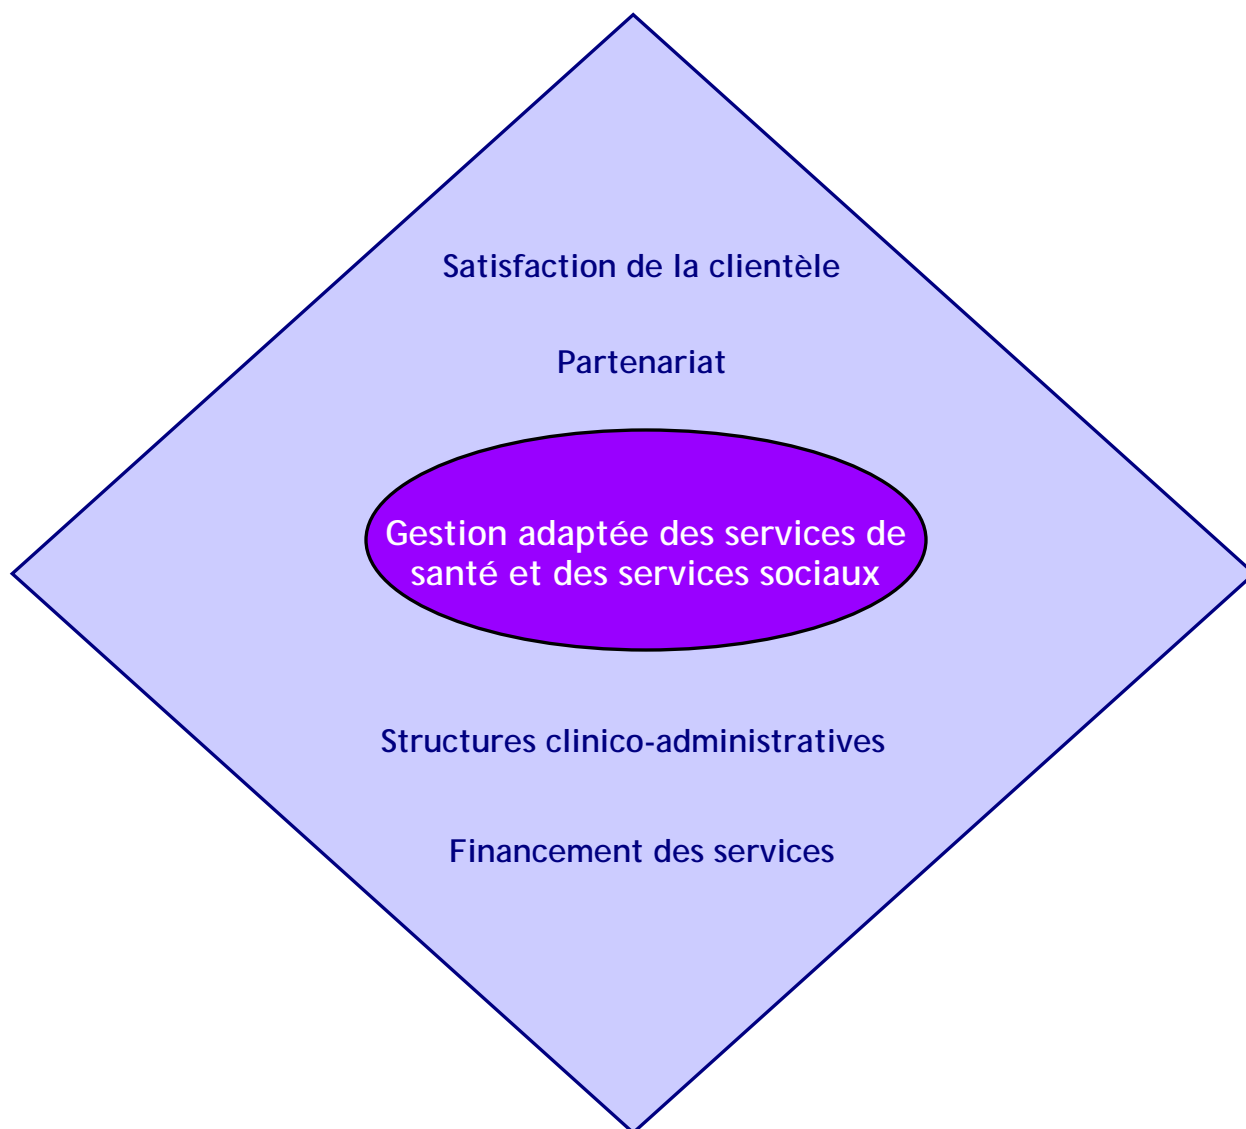 Satisfaction de la clientèle
Partenariat
Gestion adaptée des services de
santé et des services sociaux
Structures clinico-administratives
Financement des services